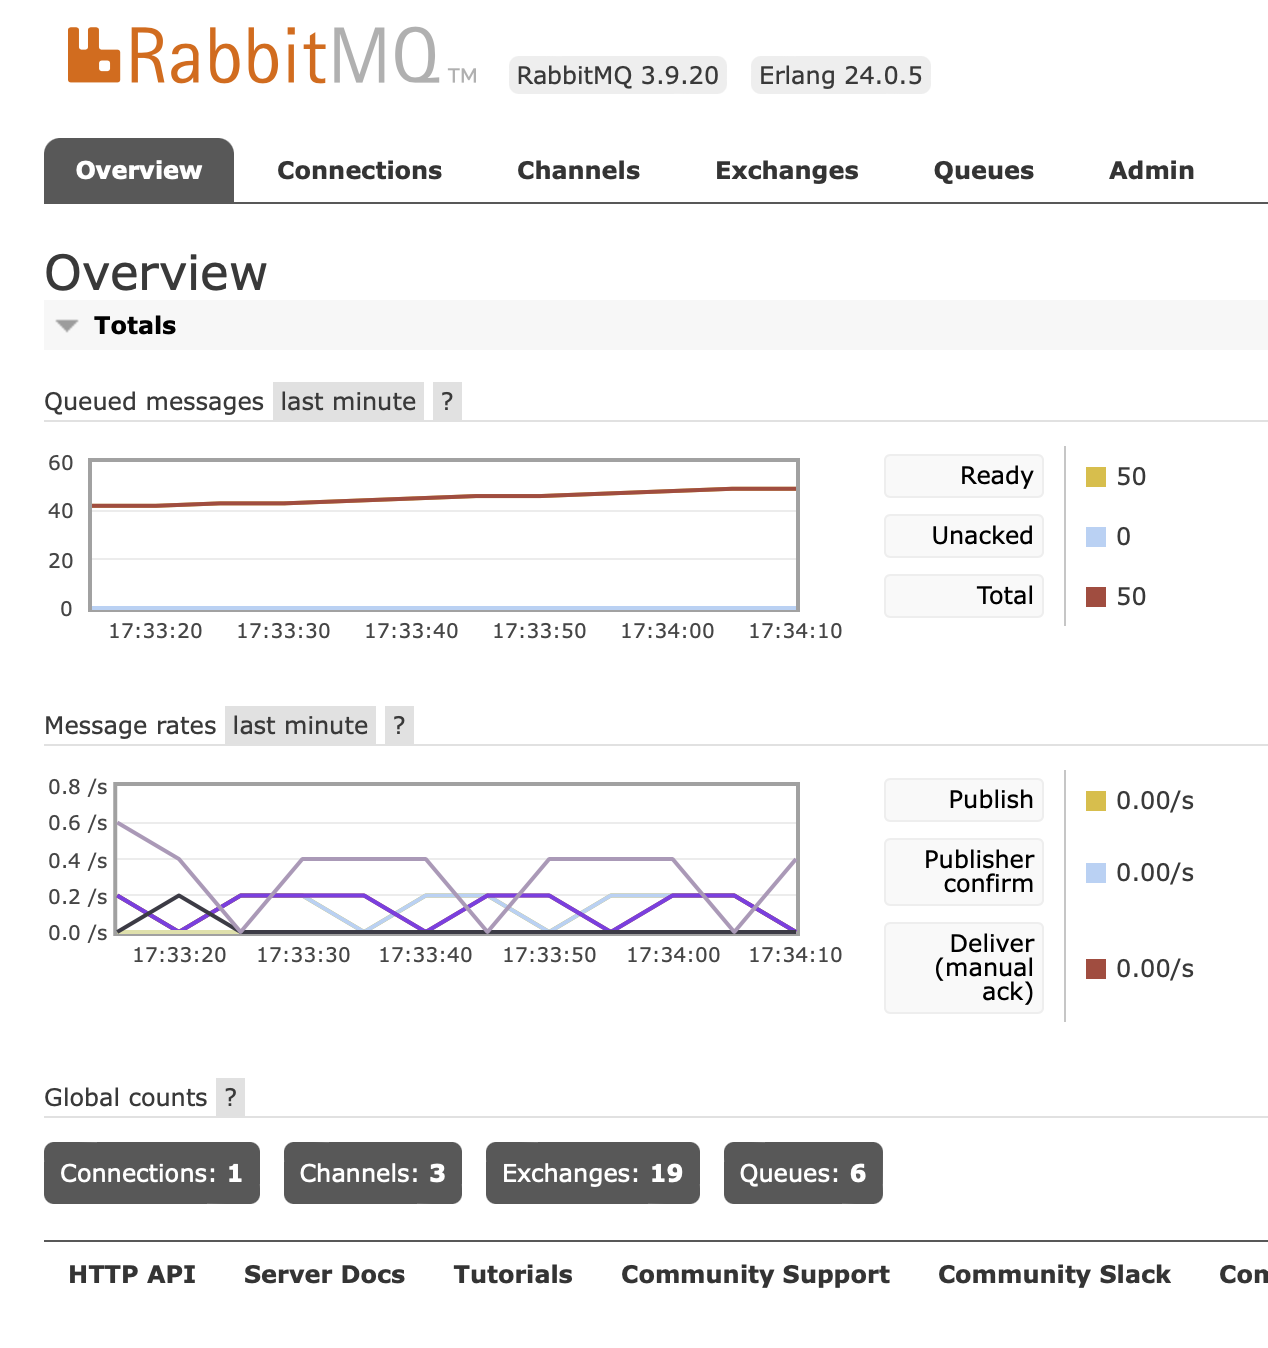 RabbitMQ TM RabbitMQ 3.9.20 Erlang 24.0.5
Overview Connections Channels Exchanges Queues Admin
Overview
Totals
Queued messages last minute ?
60
40
20
0
17:33:20 17:33:30 17:33:40 17:33:50 17:34:00 17:34:10
Ready 50
Unacked 0
Total 50
Message rates last minute ?
0.8 /s
0.6 /s
0.4 /s
0.2 /s
0.0 /s
17:33:20 17:33:30 17:33:40 17:33:50 17:34:00 17:34:10
Publish 0.00/s
Publisher
confirm 0.00/s
Deliver
(manual 0.00/s
ack)
Global counts ?
Connections: 1 Channels: 3 Exchanges: 19 Queues: 6
HTTP API Server Docs Tutorials Community Support Community Slack